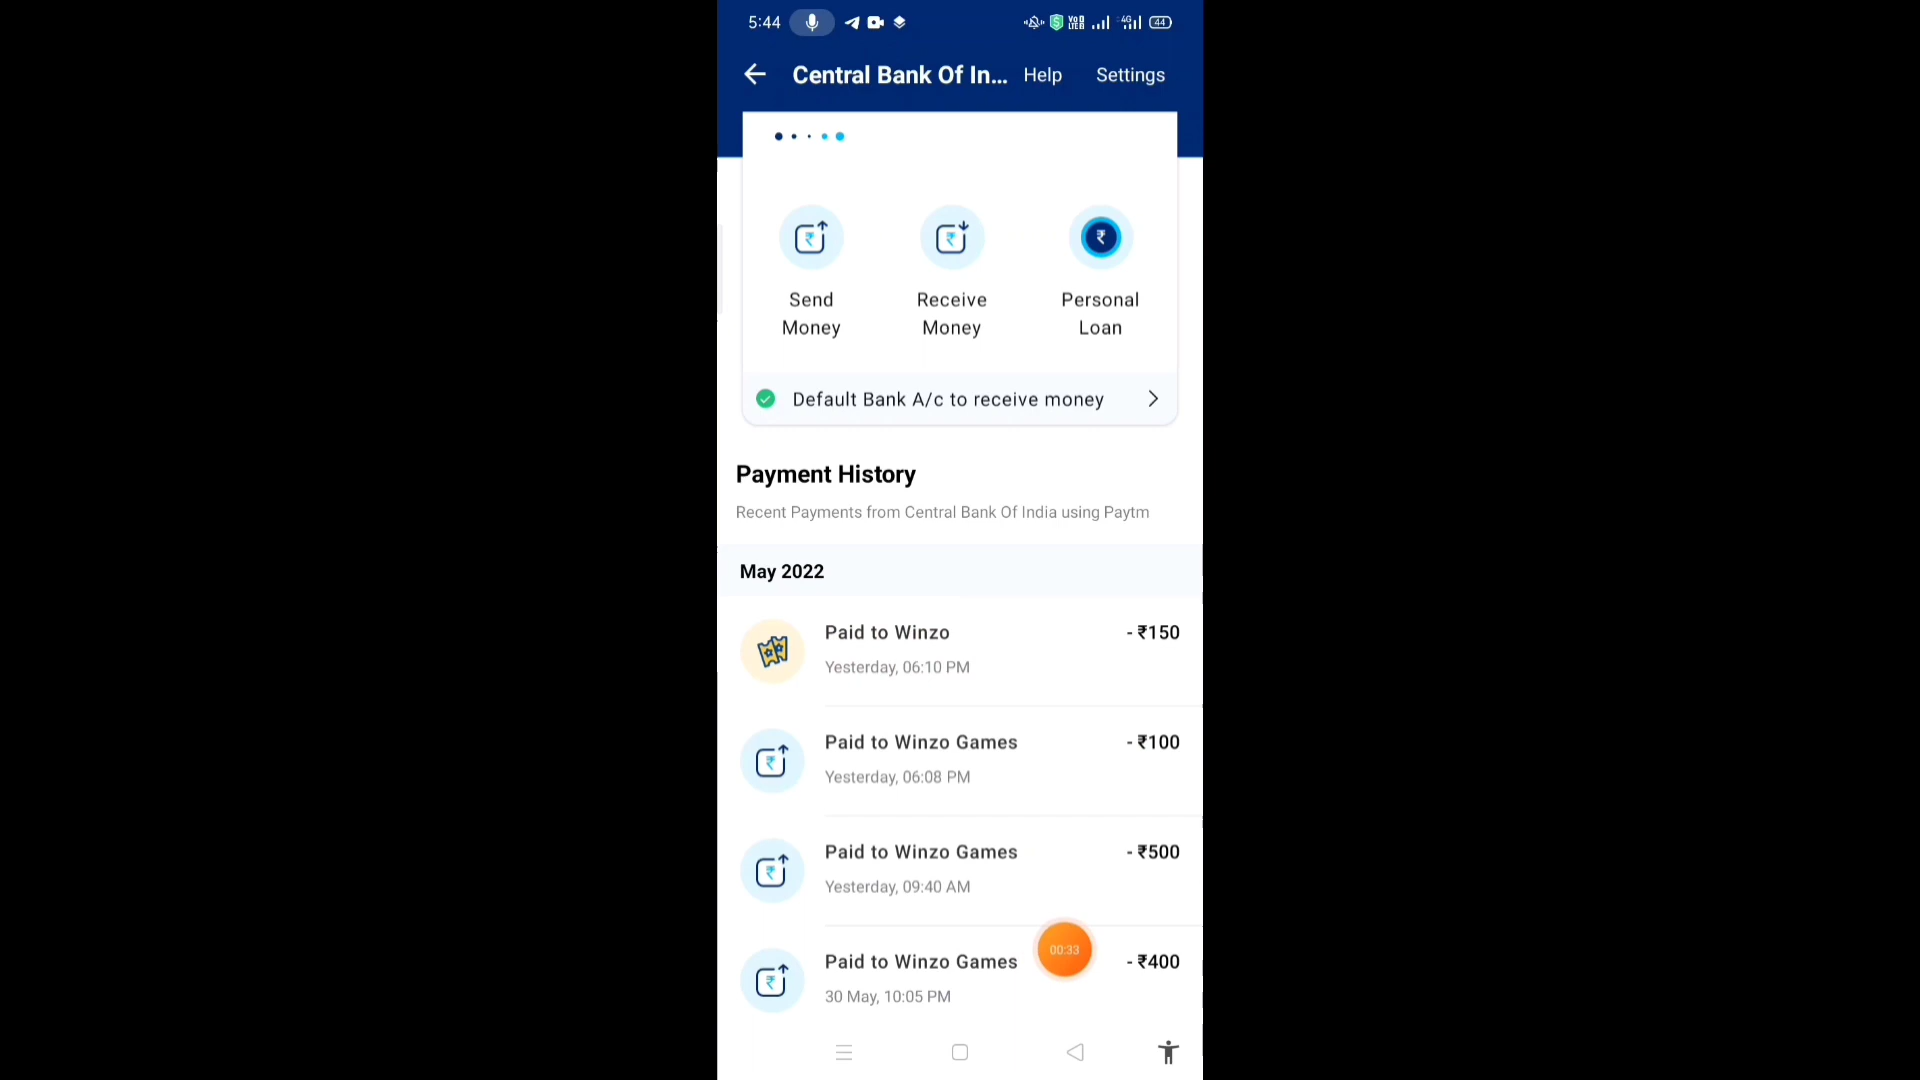 5:44
VoLTE 4G 44
Central Bank Of In... Help Settings
Send Money
Receive Money
Personal Loan
Default Bank A/c to receive money
Payment History
Recent Payments from Central Bank Of India using Paytm
May 2022
Paid to Winzo - ₹150
Yesterday, 06:10 PM
Paid to Winzo Games - ₹100
Yesterday, 06:08 PM
Paid to Winzo Games - ₹500
Yesterday, 09:40 AM
00:33
Paid to Winzo Games - ₹400
30 May, 10:05 PM